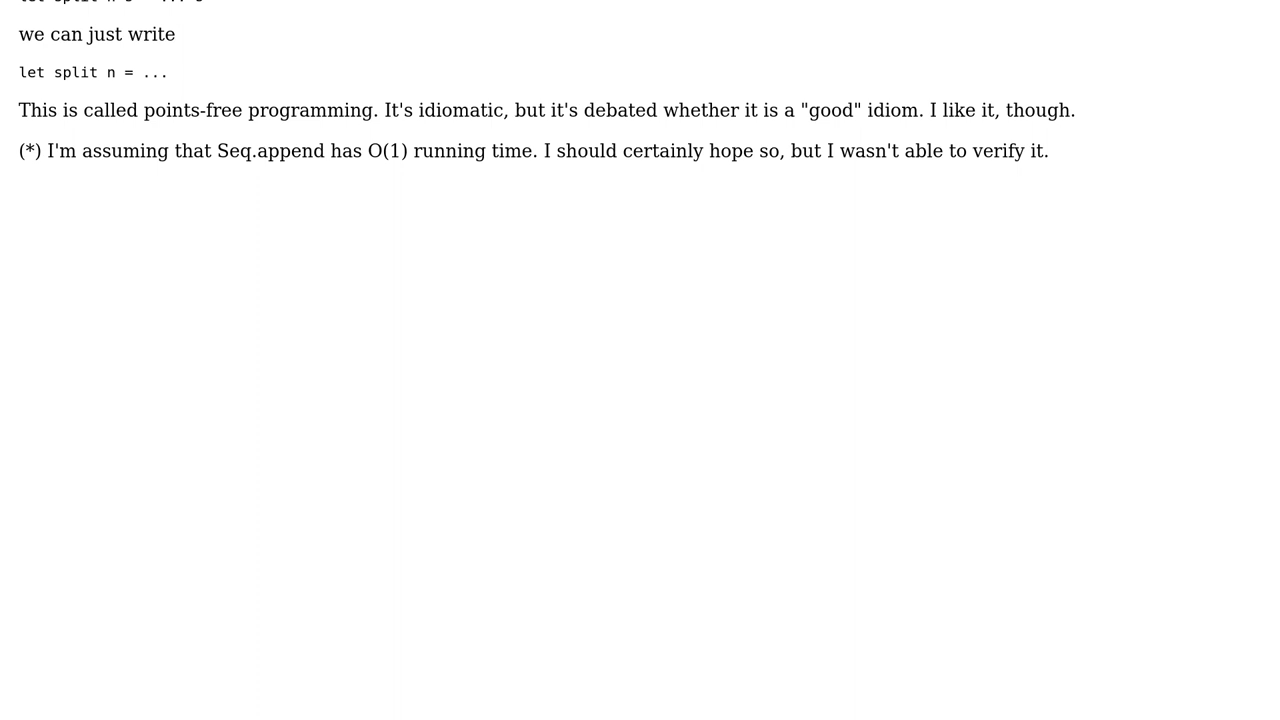 we can just write
let split n = ...
This is called points-free programming. It's idiomatic, but it's debated whether it is a "good" idiom. I like it, though.
(*) I'm assuming that Seq.append has O(1) running time. I should certainly hope so, but I wasn't able to verify it.